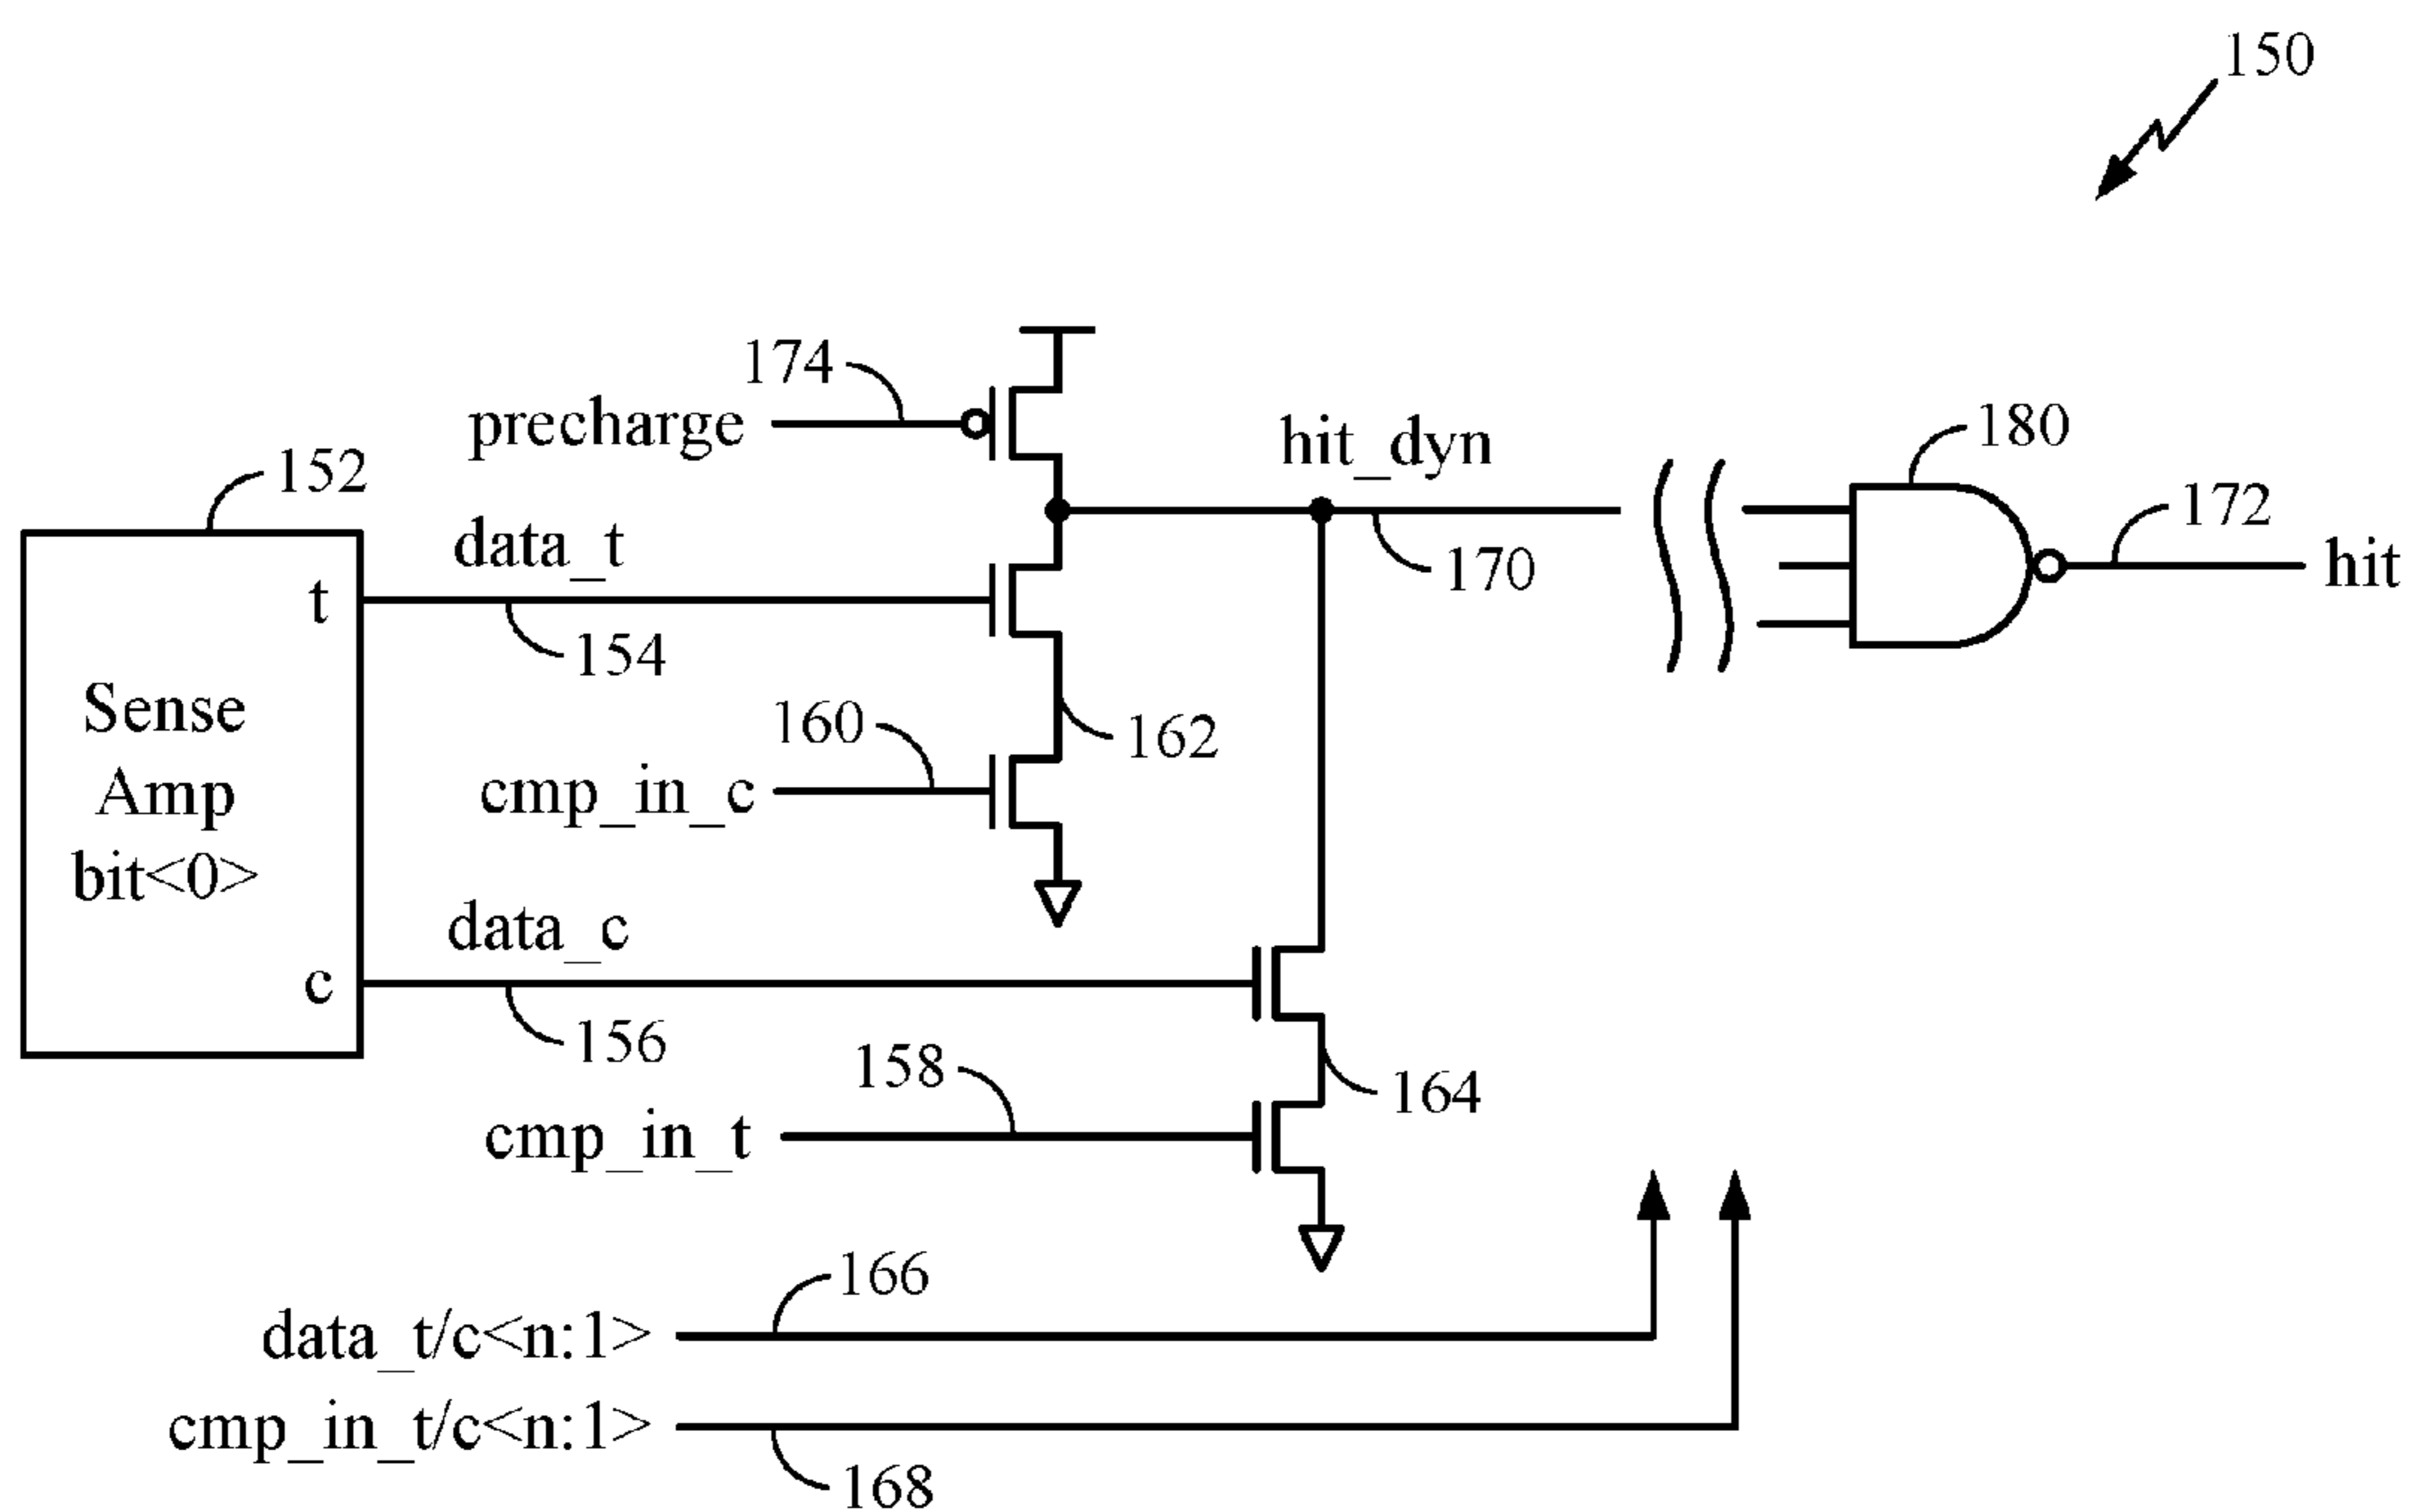 150
174
precharge
hit_dyn
180
152
172
data_t
170
hit
t
154
Sense
Amp
bit<0>
160
162
cmp_in_c
data_c
c
156
158
164
cmp_in_t
166
data_t/c<n:1>
cmp_in_t/c<n:1>
168